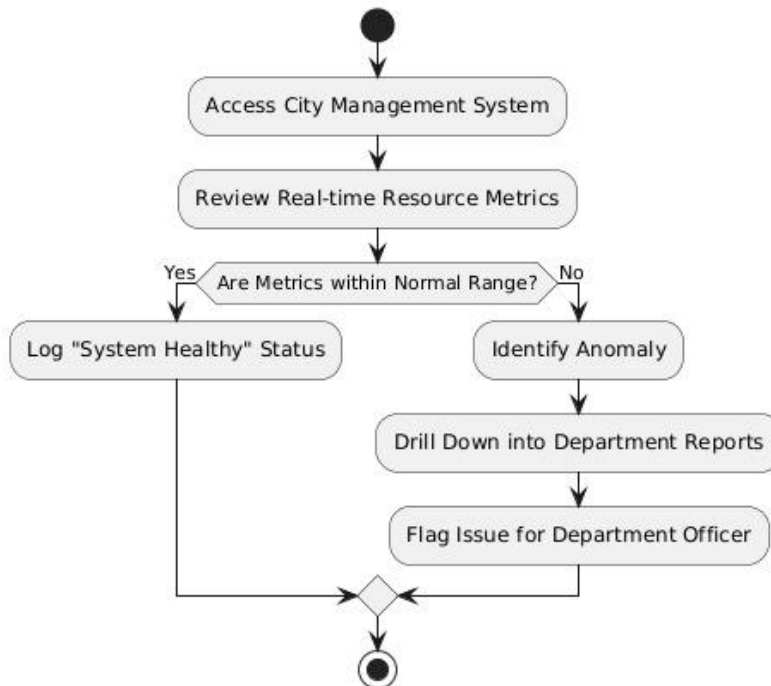 Access City Management System
Review Real-time Resource Metrics
Yes
Are Metrics within Normal Range?
No
Log "System Healthy" Status
Identify Anomaly
Drill Down into Department Reports
Flag Issue for Department Officer